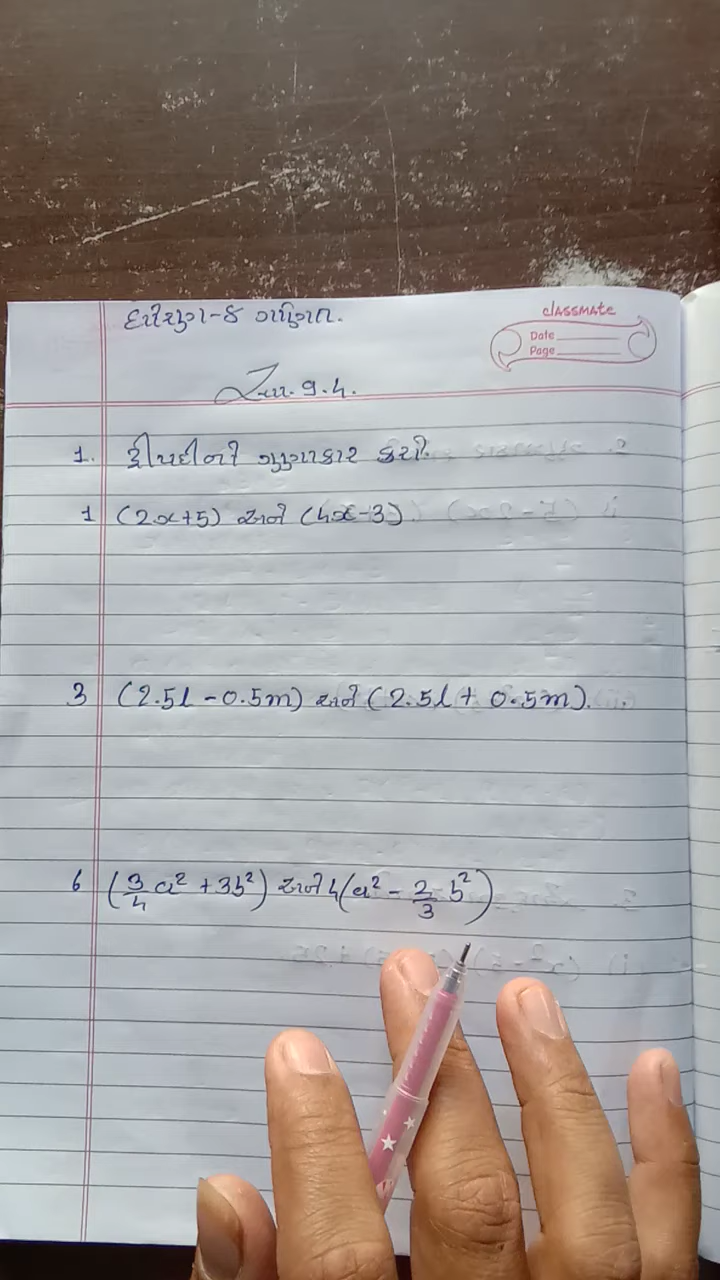 ધોરણ-8 ગણિત.
classmate
Date
Page
સ્વા. 9.4.
1. દ્વીપદીનો ગુણાકાર કરો.
1 (2x+5) અને (4x-3)
3 (2.5l - 0.5m) અને (2.5l + 0.5m).
6 (3/4 a² + 3b²) અને 4(a² - 2/3 b²)